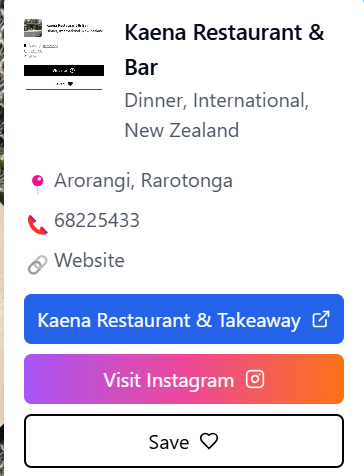 Kaena Restaurant &
Bar
Dinner, International,
New Zealand
Arorangi, Rarotonga
68225433
Website
Kaena Restaurant & Takeaway
Visit Instagram
Save